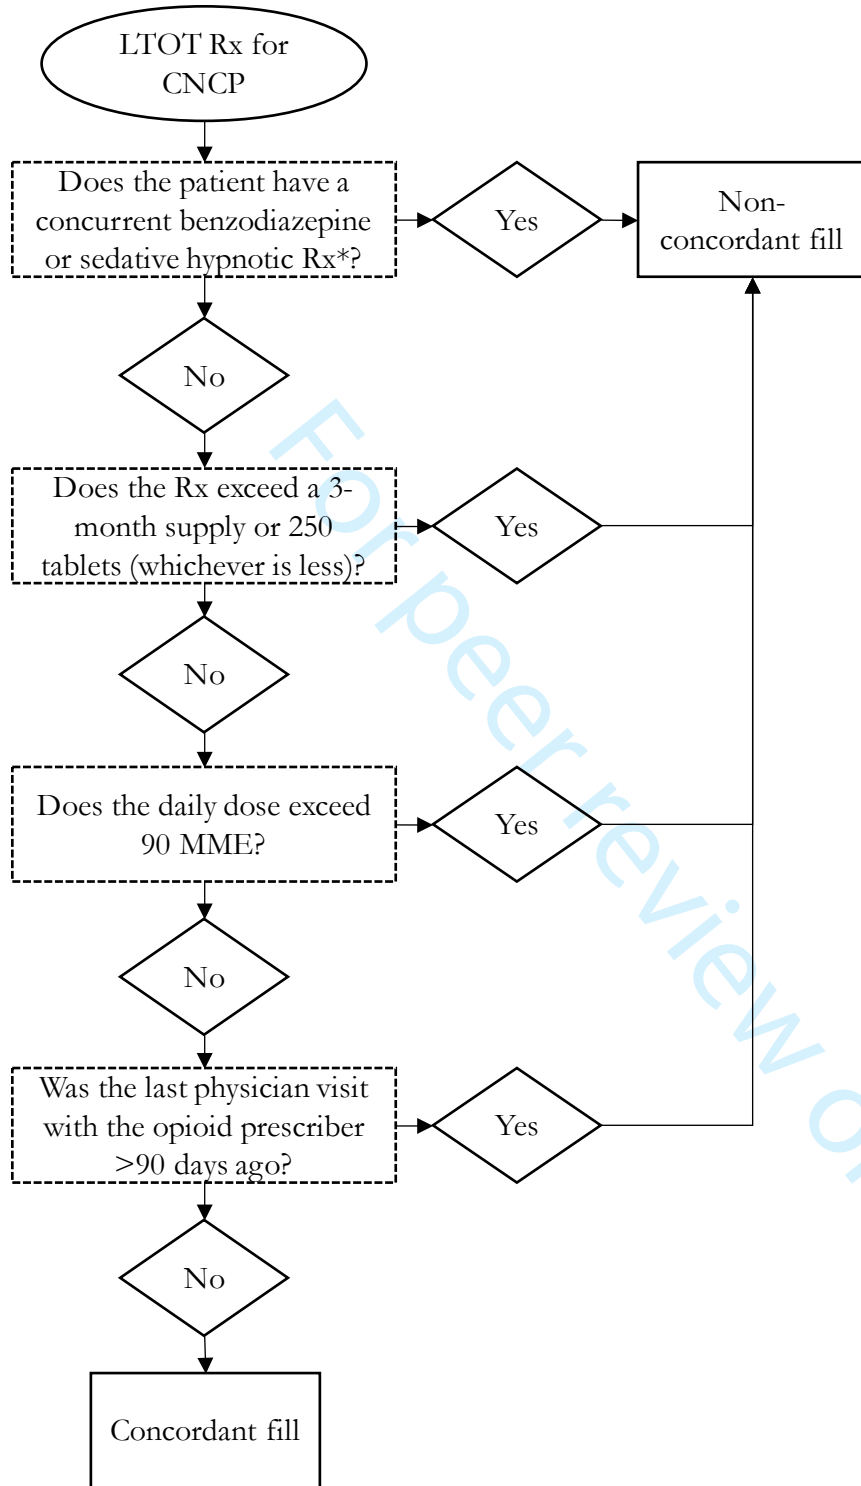 LTOT Rx for
CNCP
Does the patient have a
concurrent benzodiazepine
or sedative hypnotic Rx*?
Yes
Non-
concordant fill
No
Does the Rx exceed a 3-
month supply or 250
tablets (whichever is less)?
Yes
No
Does the daily dose exceed
90 MME?
Yes
No
Was the last physician visit
with the opioid prescriber
>90 days ago?
Yes
No
Concordant fill
For peer review